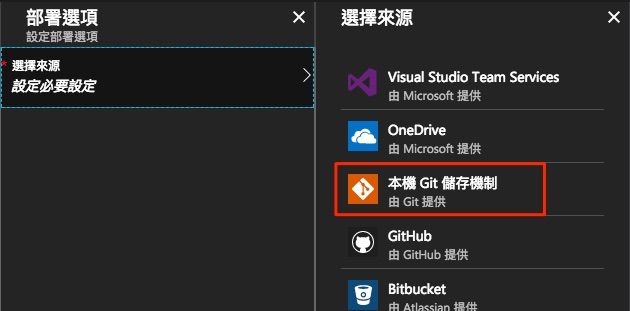 部署選項
設定部署選項
* 選擇來源
設定必要設定
選擇來源
Visual Studio Team Services
由 Microsoft 提供
OneDrive
由 Microsoft 提供
本機 Git 儲存機制
由 Git 提供
GitHub
由 GitHub 提供
Bitbucket
由 Atlassian 提供